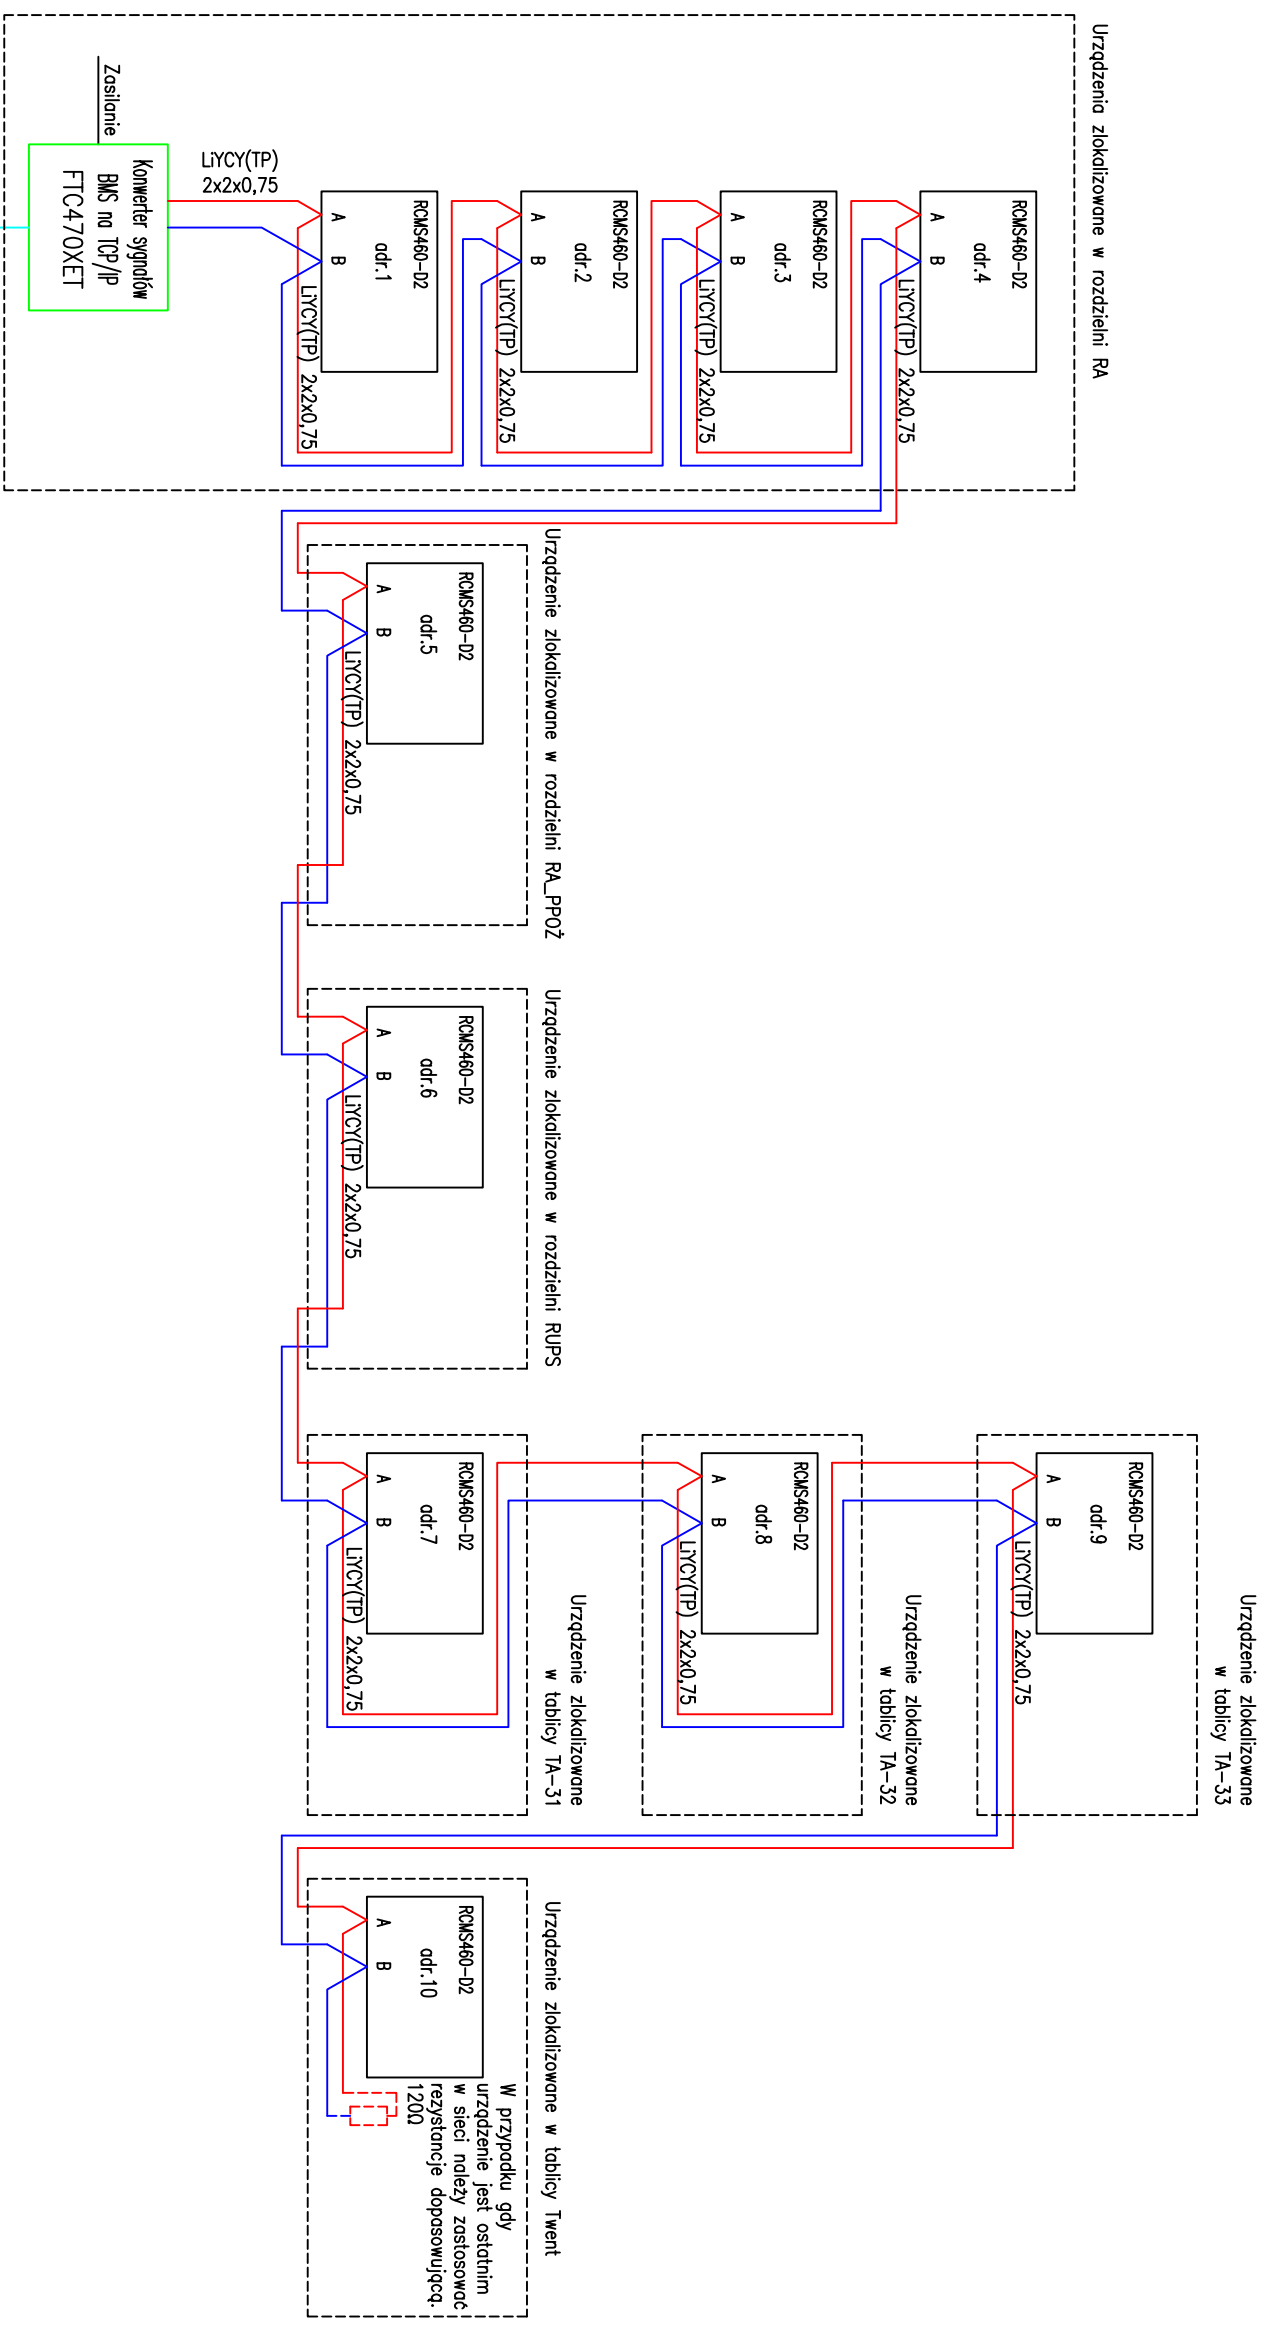 Urządzenia zlokalizowane w rozdzielni RA
Zasilanie
Konwerter sygnałów
BMS na TCP/IP
FTC470XET
LiYCY(TP)
2x2x0,75
RCMS460-D2
adr.1
A
B
LiYCY(TP) 2x2x0,75
RCMS460-D2
adr.2
A
B
LiYCY(TP) 2x2x0,75
RCMS460-D2
adr.3
A
B
LiYCY(TP) 2x2x0,75
RCMS460-D2
adr.4
A
B
LiYCY(TP) 2x2x0,75
Urządzenie zlokalizowane w rozdzielni RA_PPOŻ
RCMS460-D2
adr.5
A
B
LiYCY(TP) 2x2x0,75
Urządzenie zlokalizowane w rozdzielni RUPS
RCMS460-D2
adr.6
A
B
LiYCY(TP) 2x2x0,75
Urządzenie zlokalizowane
w tablicy TA-31
RCMS460-D2
adr.7
A
B
LiYCY(TP) 2x2x0,75
Urządzenie zlokalizowane
w tablicy TA-32
RCMS460-D2
adr.8
A
B
LiYCY(TP) 2x2x0,75
Urządzenie zlokalizowane
w tablicy TA-33
RCMS460-D2
adr.9
A
B
LiYCY(TP) 2x2x0,75
Urządzenie zlokalizowane w tablicy Twent
RCMS460-D2
adr.10
A
B
W przypadku gdy
urządzenie jest ostatnim
w sieci należy zastosować
rezystancje dopasowującą.
120Ω